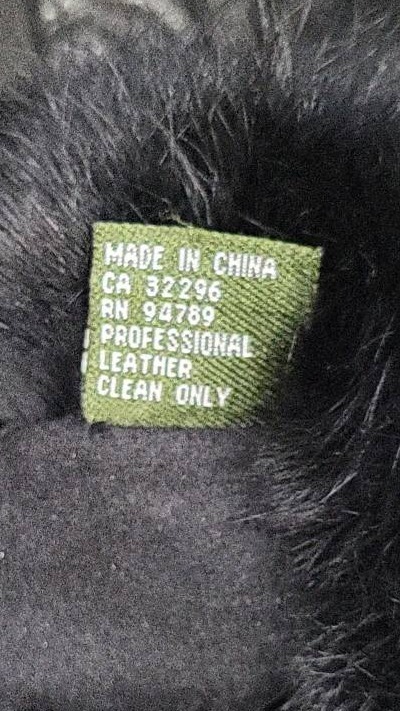 MADE IN CHINA
CA 32296
RN 94789
PROFESSIONAL
LEATHER
CLEAN ONLY